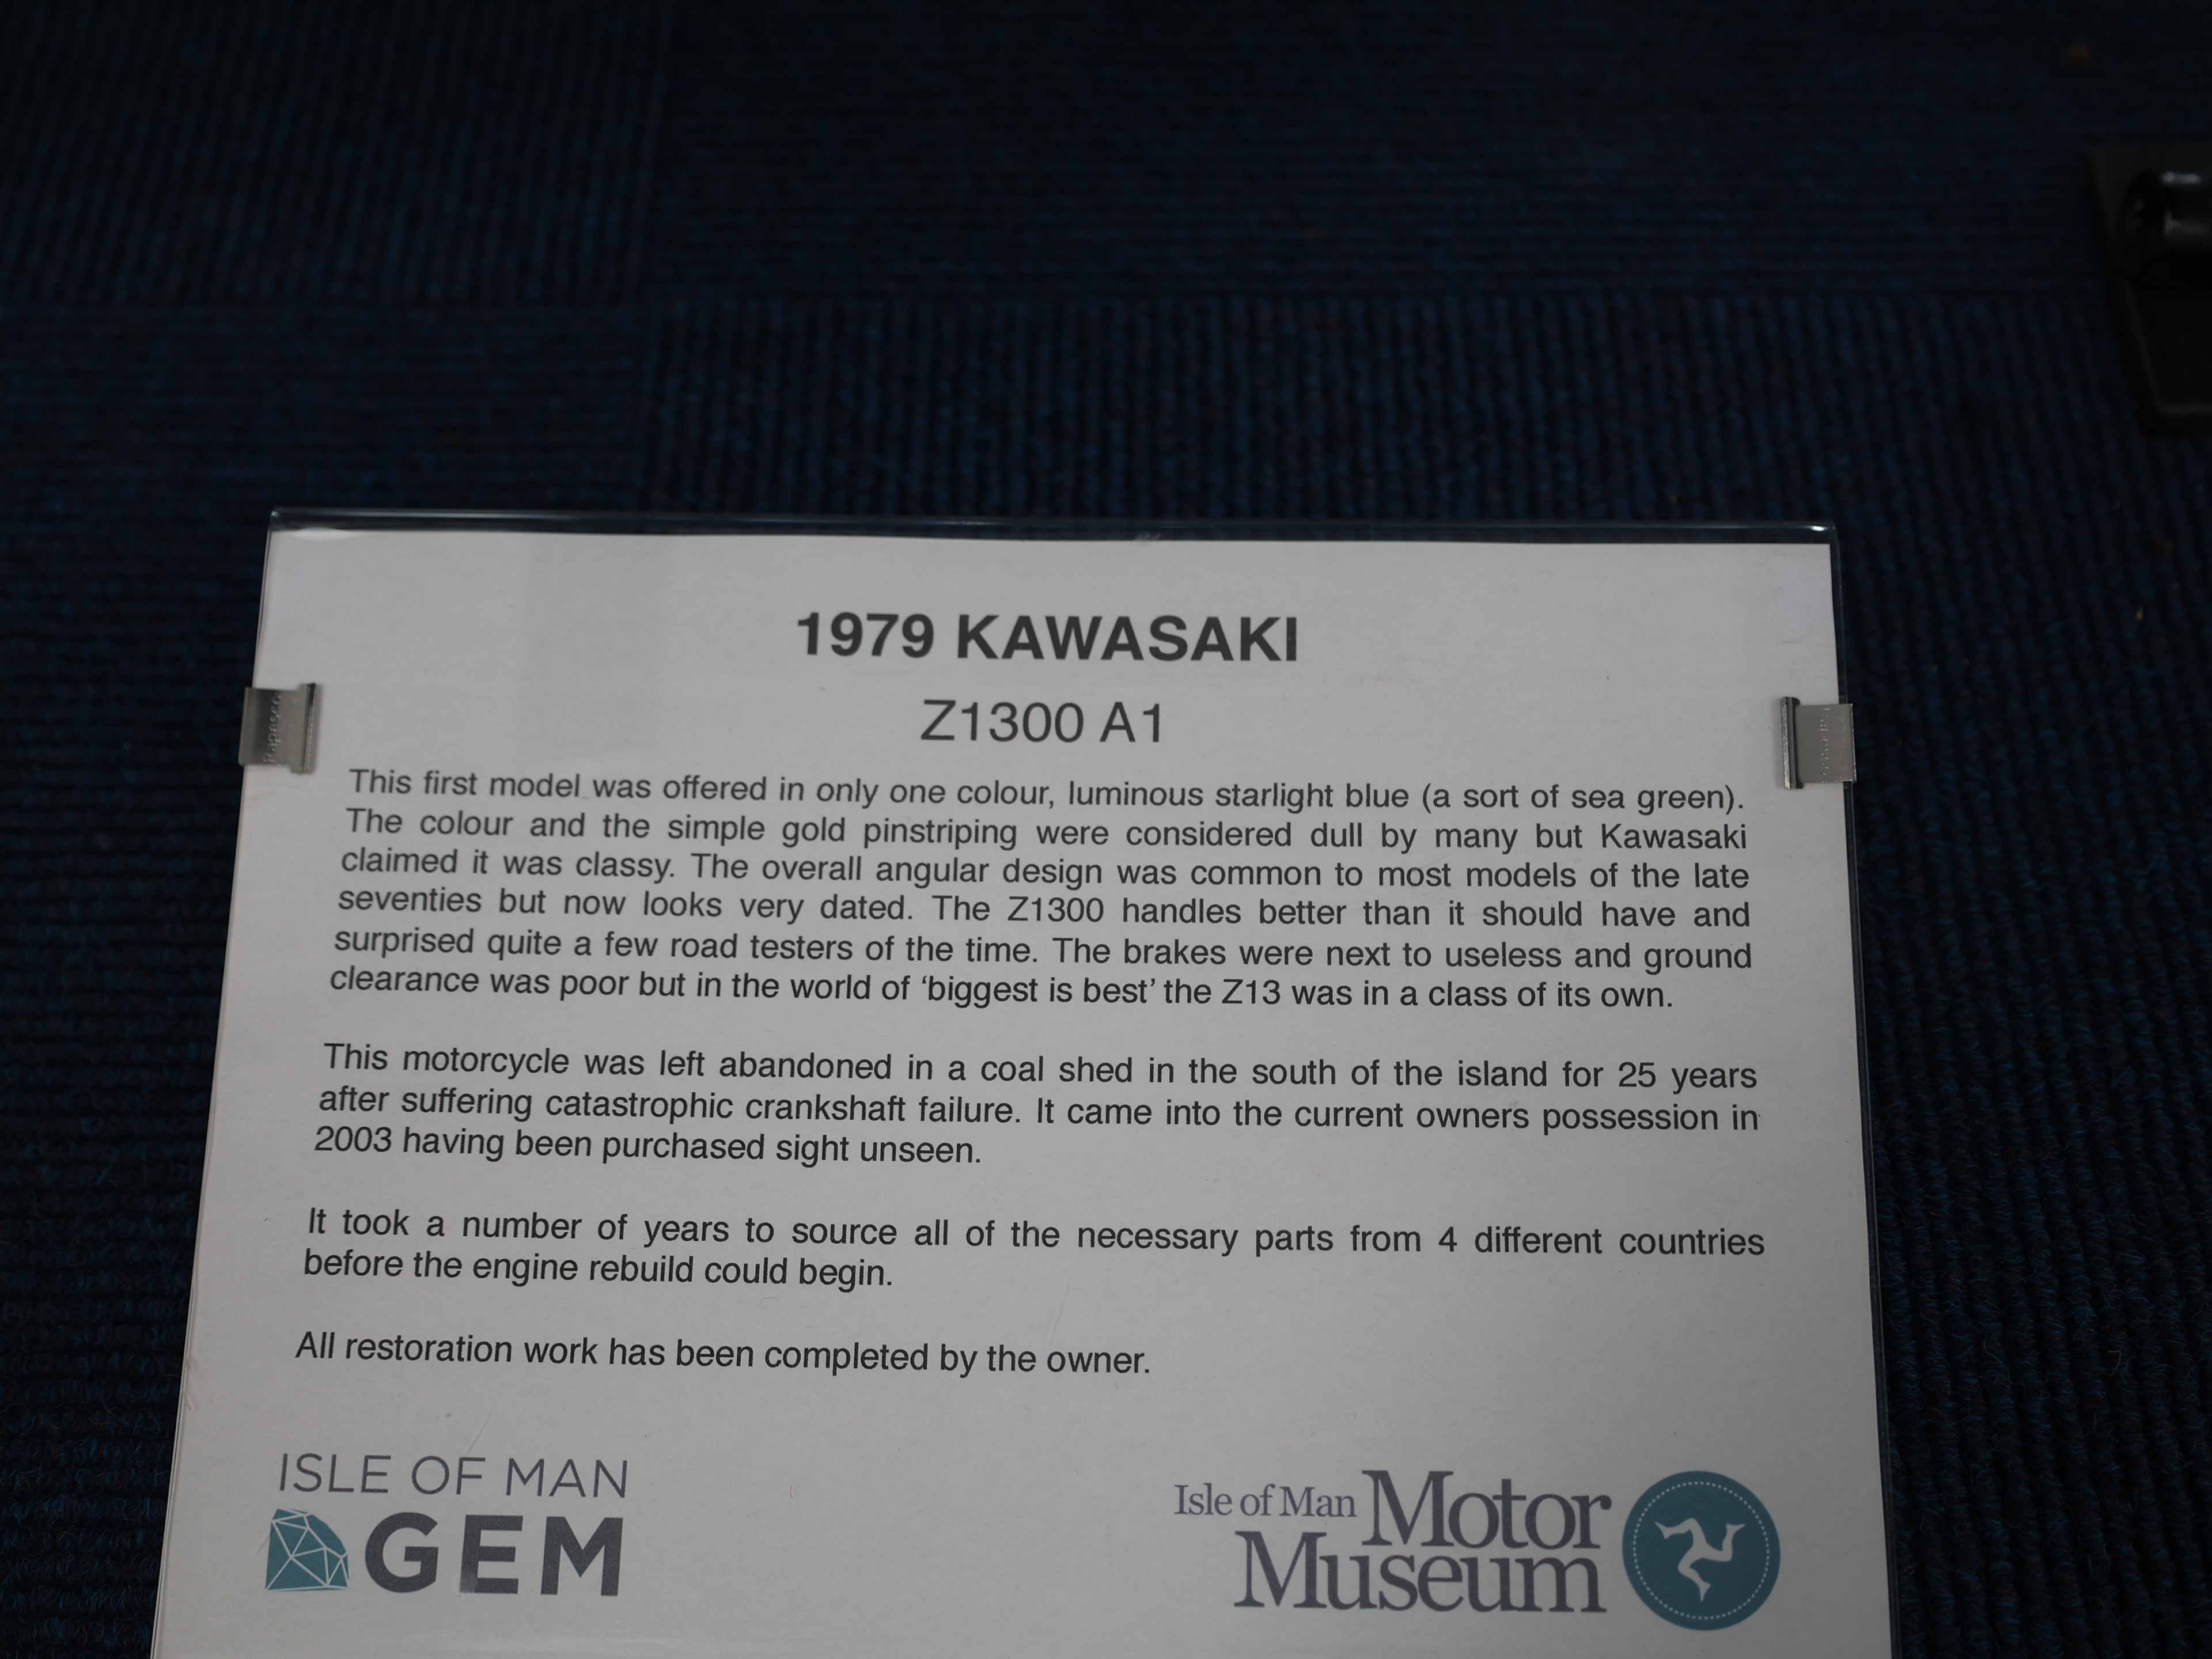 1979 KAWASAKI
Z1300 A1
Rapesco
Rapesco
This first model was offered in only one colour, luminous starlight blue (a sort of sea green).
The colour and the simple gold pinstriping were considered dull by many but Kawasaki
claimed it was classy. The overall angular design was common to most models of the late
seventies but now looks very dated. The Z1300 handles better than it should have and
surprised quite a few road testers of the time. The brakes were next to useless and ground
clearance was poor but in the world of ‘biggest is best’ the Z13 was in a class of its own.
This motorcycle was left abandoned in a coal shed in the south of the island for 25 years
after suffering catastrophic crankshaft failure. It came into the current owners possession in
2003 having been purchased sight unseen.
It took a number of years to source all of the necessary parts from 4 different countries
before the engine rebuild could begin.
All restoration work has been completed by the owner.
ISLE OF MAN
GEM
Isle of Man Motor
Museum